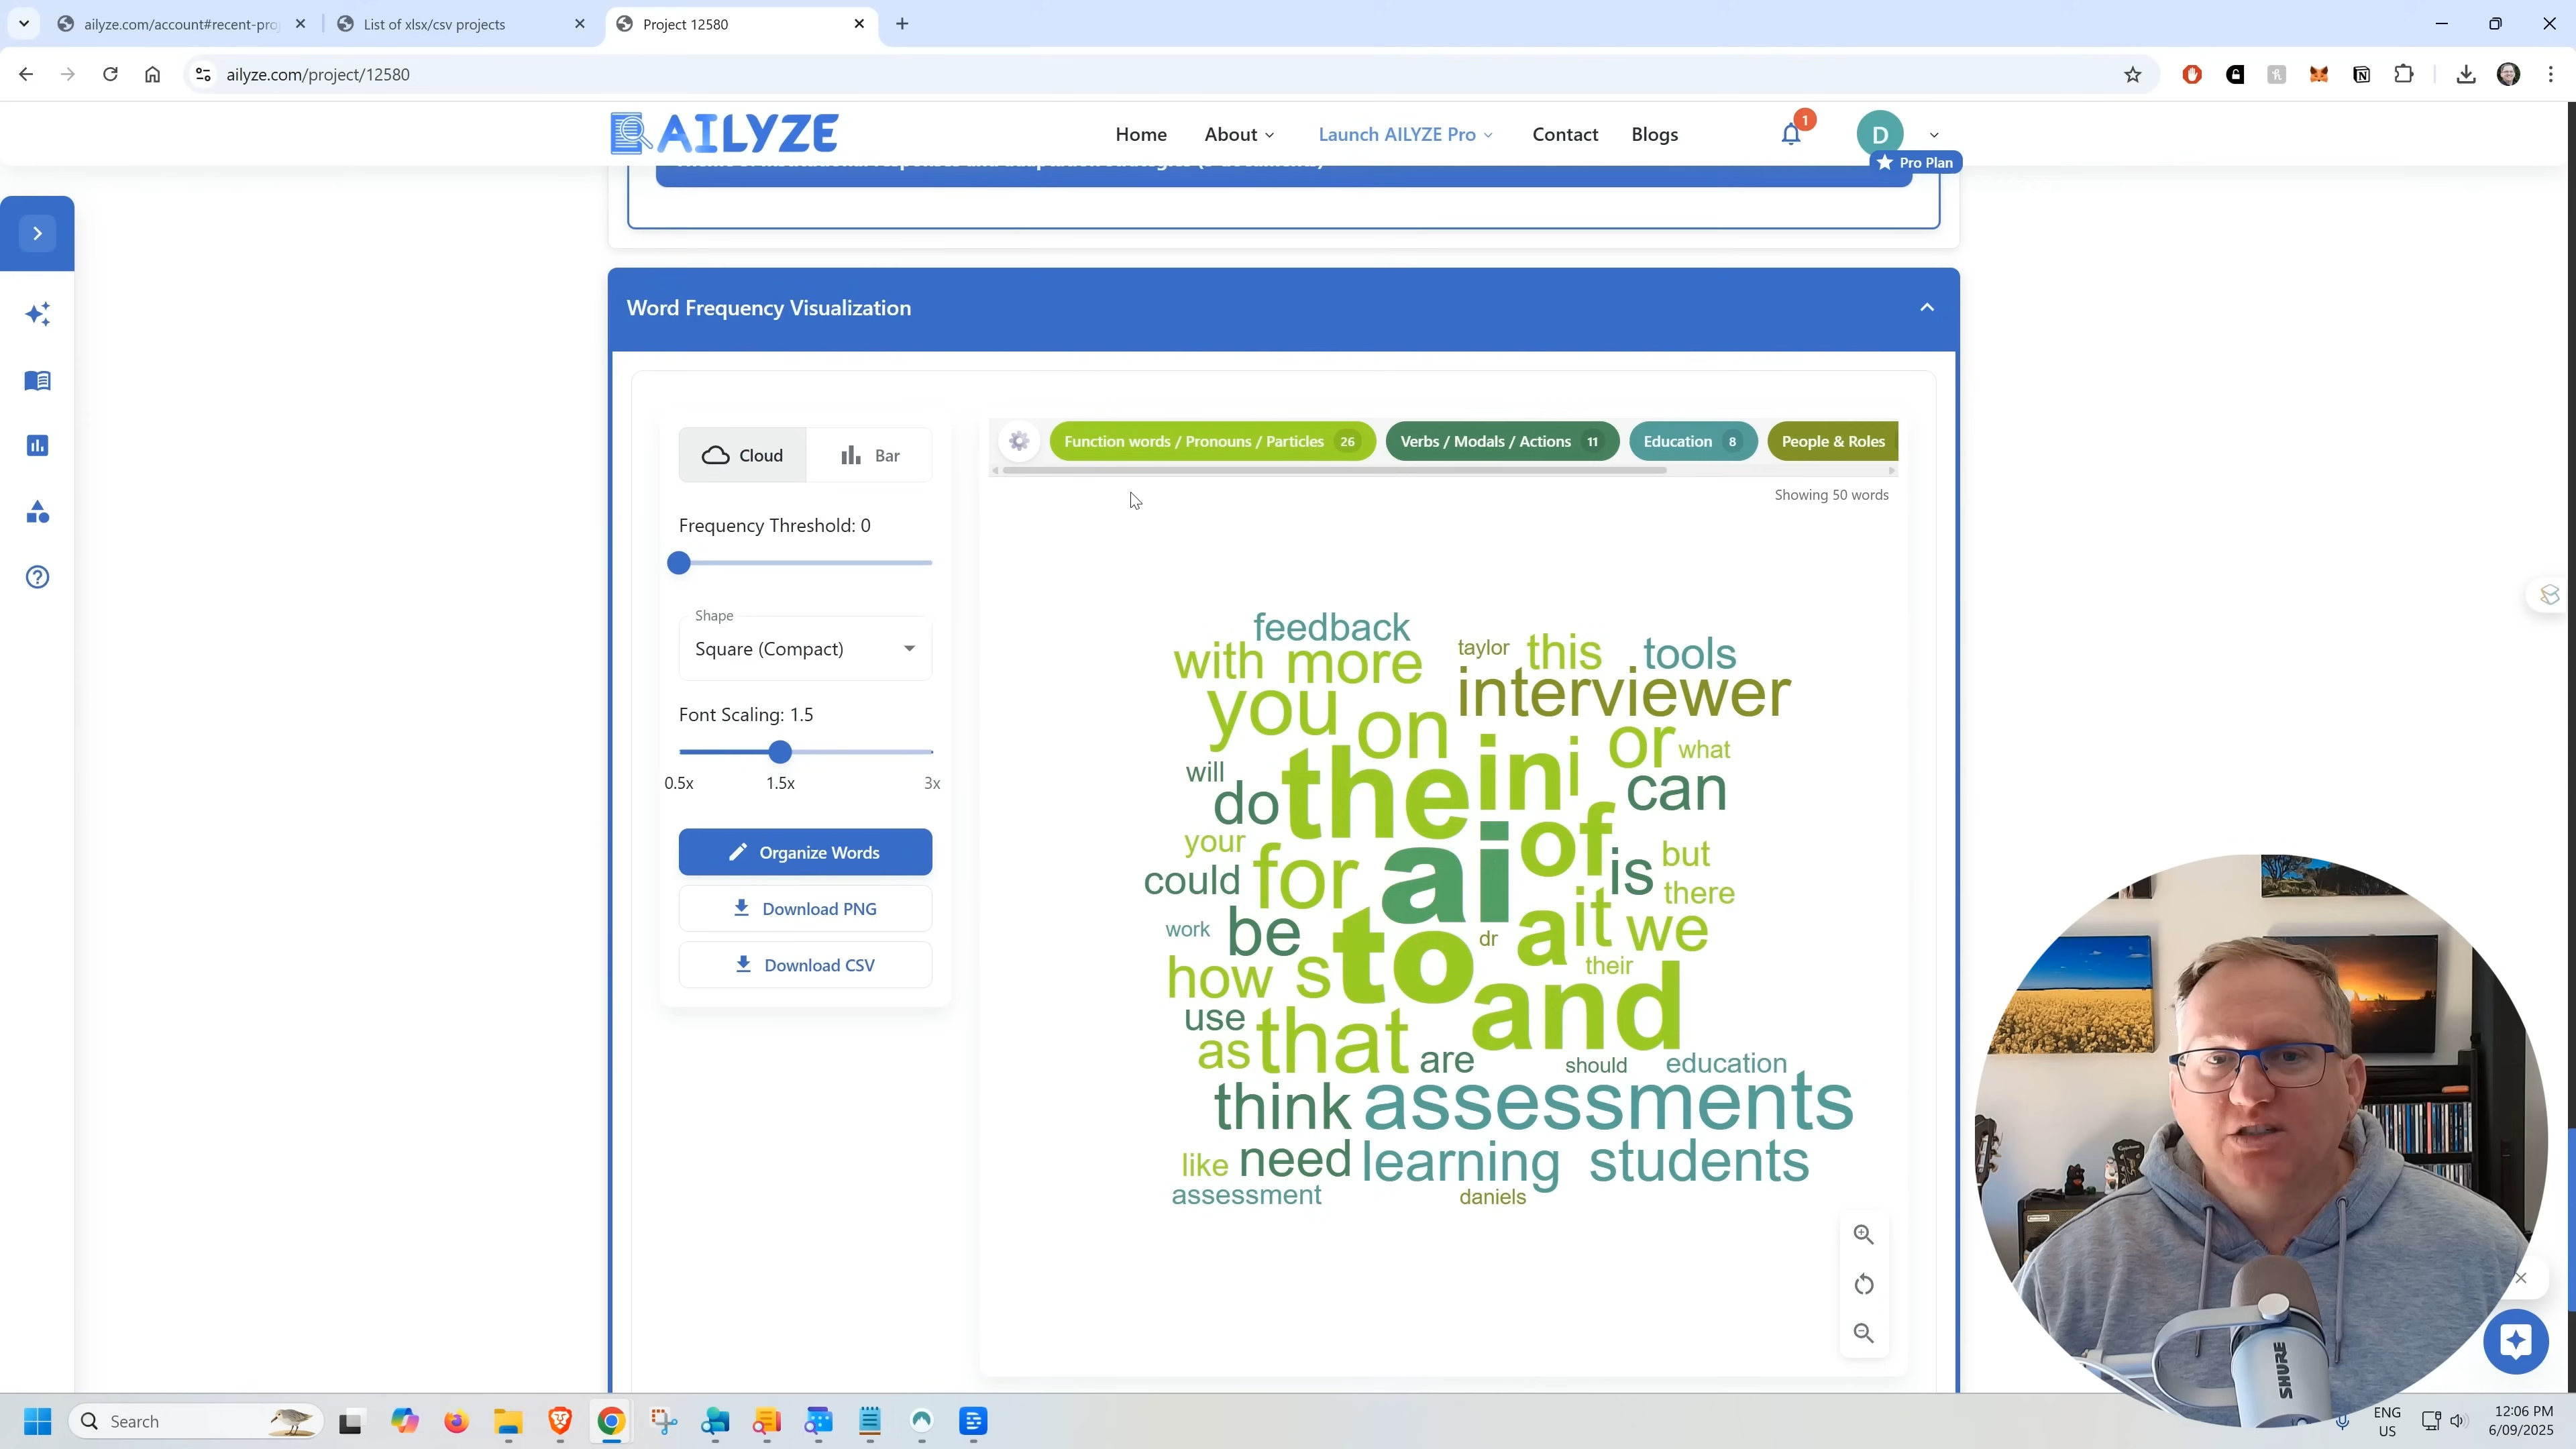 ailyze.com/account#recent-pro
List of xlsx/csv projects
Project 12580
ailyze.com/project/12580
AILYZE
Home
About
Launch AILYZE Pro
Contact
Blogs
1
D
Pro Plan
Word Frequency Visualization
Cloud
Bar
Function words / Pronouns / Particles 26
Verbs / Modals / Actions 11
Education 8
People & Roles
Showing 50 words
Frequency Threshold: 0
Shape
Square (Compact)
Font Scaling: 1.5
0.5x 1.5x 3x
Organize Words
Download PNG
Download CSV
feedback
with more taylor this tools
you on interviewer
will the in i or what
do can
your for ai of is but
could there
work be to dr a it we
how s their
use and
as that are should education
think assessments
like need learning students
assessment daniels
SHURE
Search
ENG
US
12:06 PM
6/09/2025